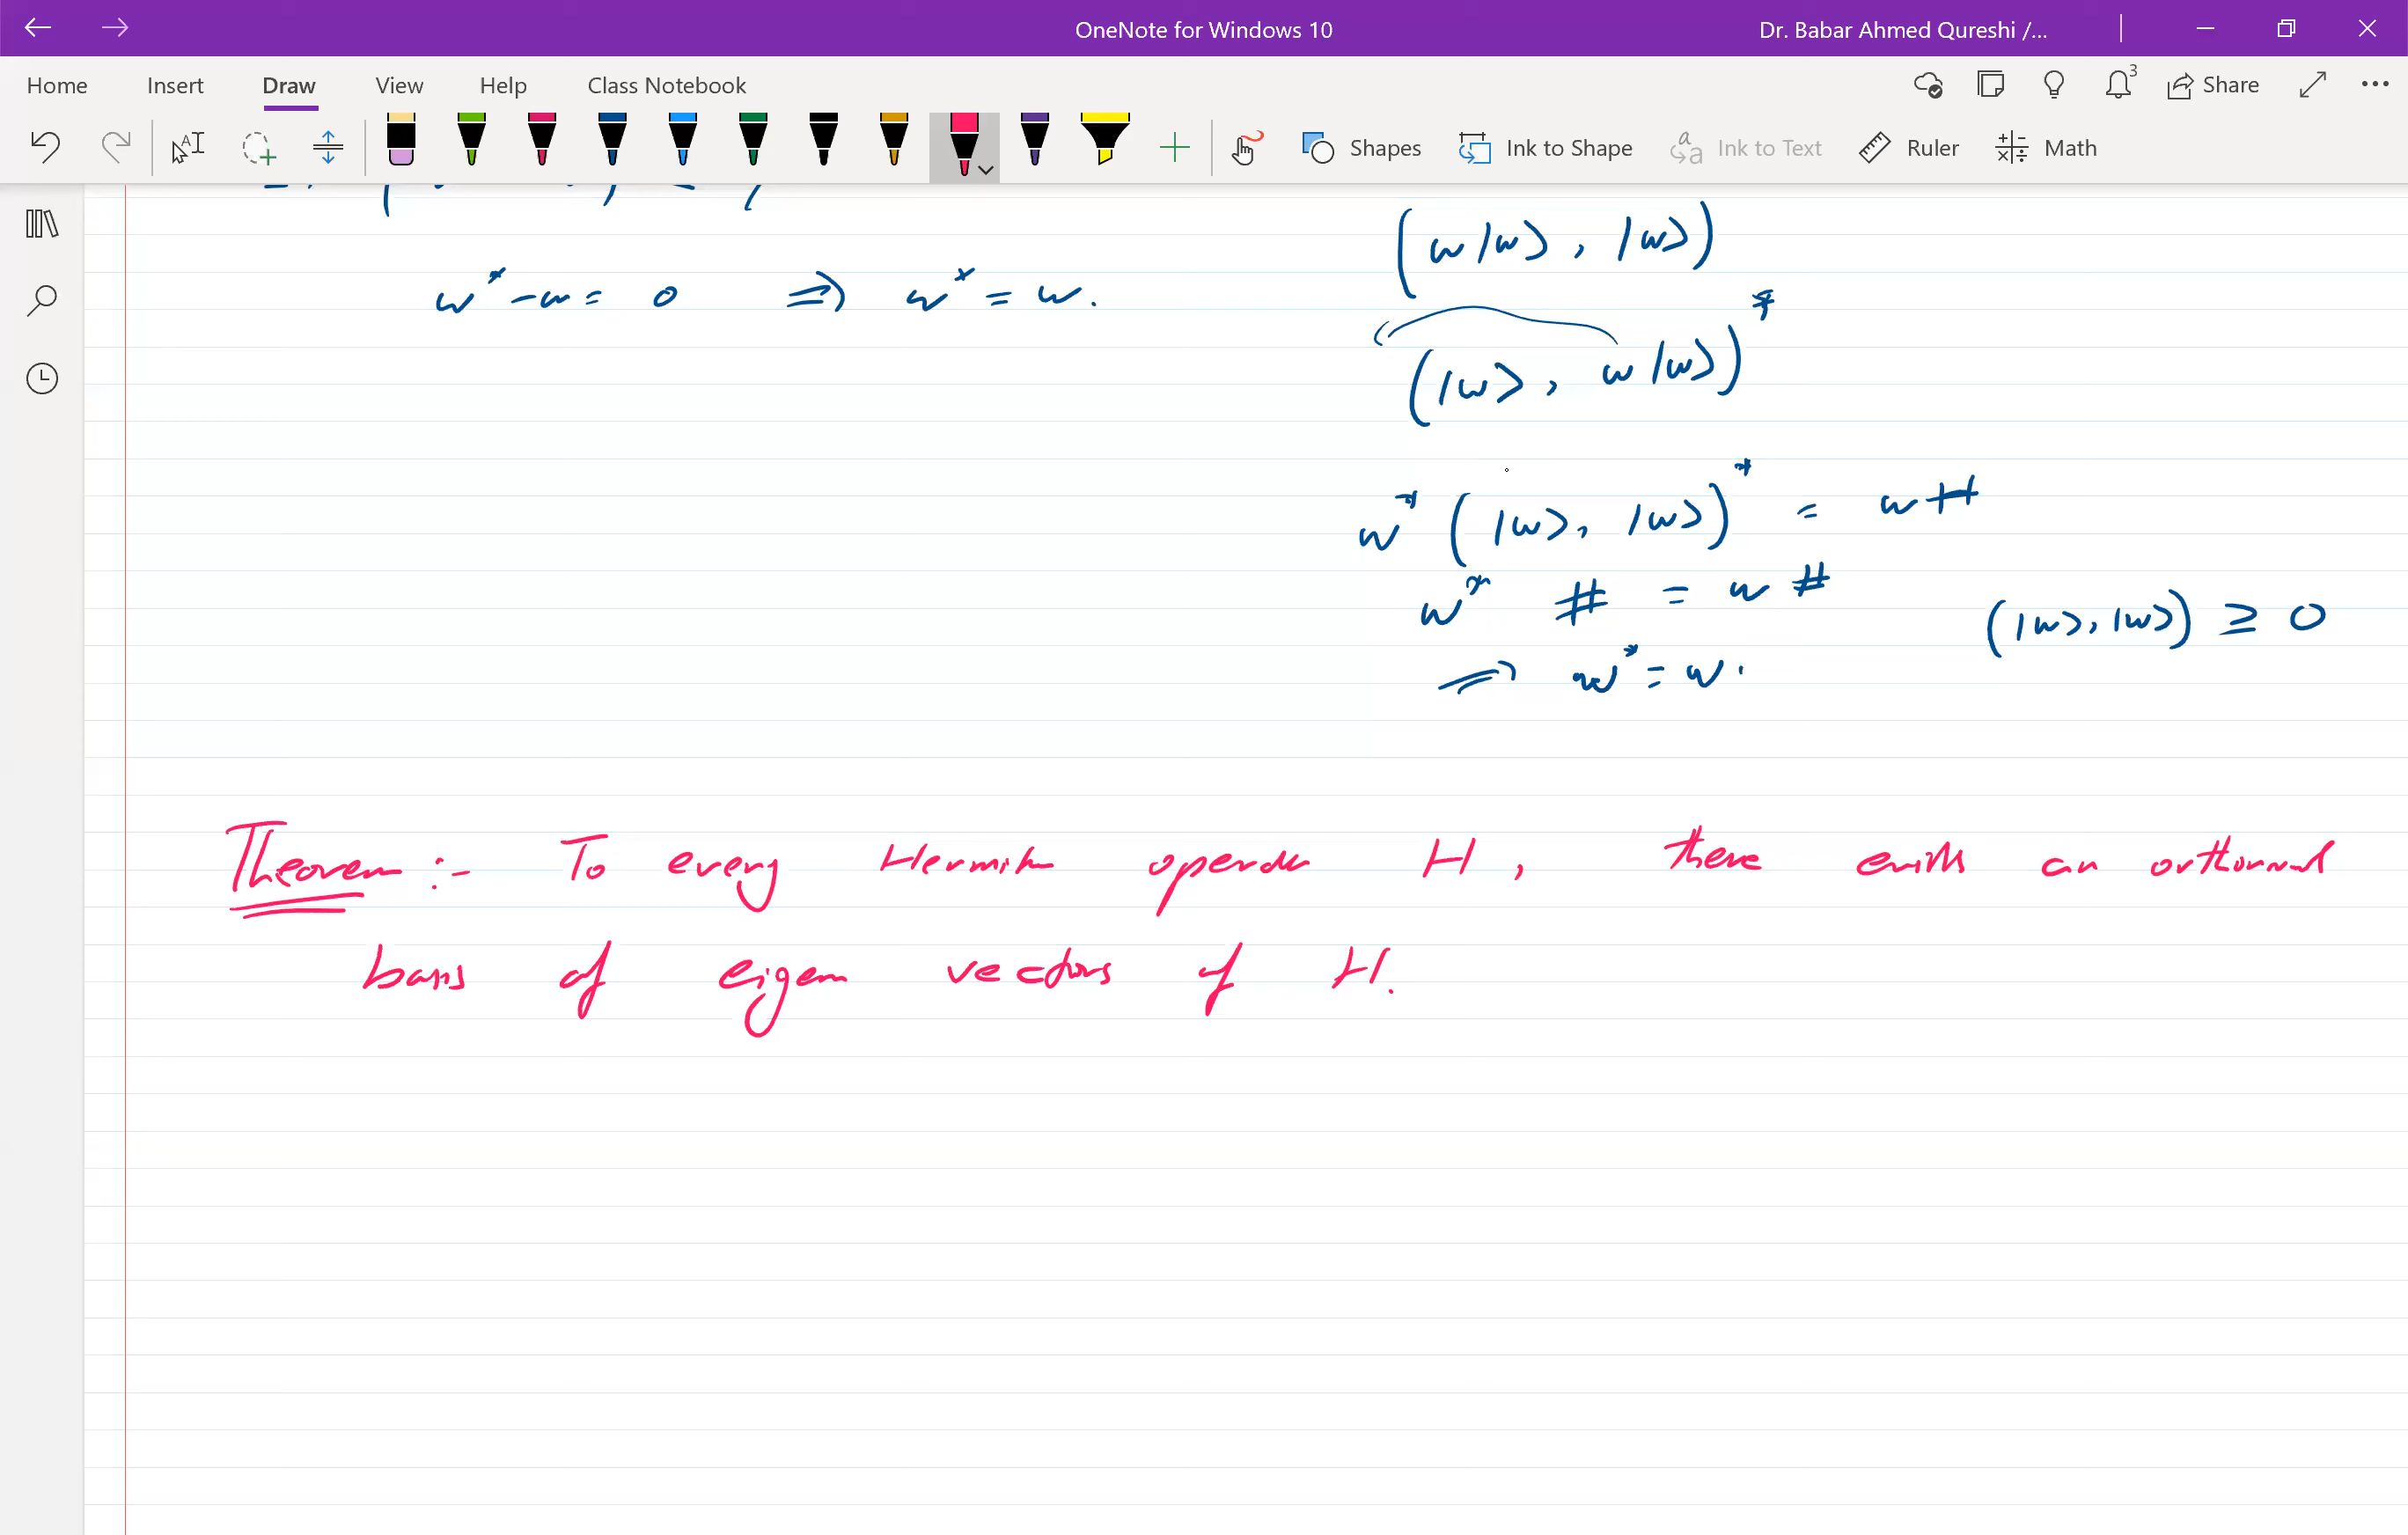 OneNote for Windows 10
Dr. Babar Ahmed Qureshi /...
Home Insert Draw View Help Class Notebook
3 Share
Shapes Ink to Shape Ink to Text Ruler Math
(w|w>, |w>)
w* - w = 0 ⇒ w* = w.
(|w>, w|w>)*
w* (|w>, |w>)* = w #
w* # = w #
(|w>, |w>) ≥ 0
⇒ w* = w.
Theorem :- To every Hermitn operator H, there exists an orthonormal
basis of eigen vectors of H.